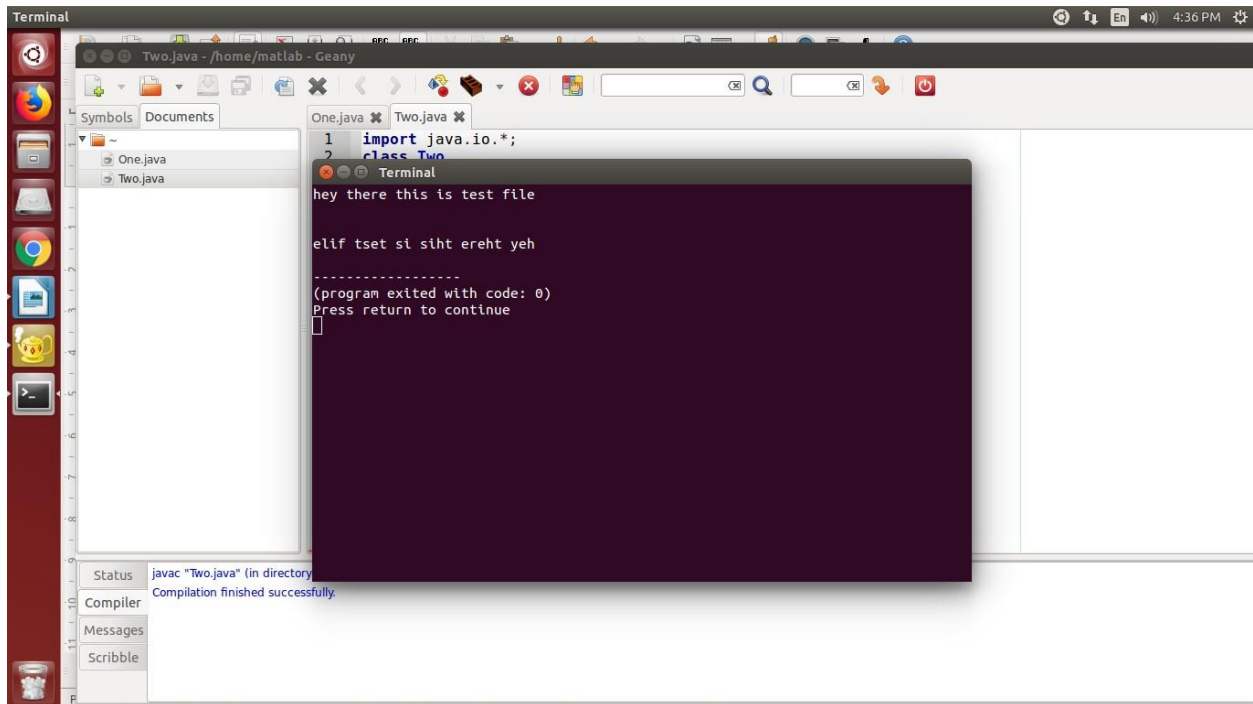 Terminal
En
4:36 PM
Two.java - /home/matlab - Geany
Symbols
Documents
One.java
Two.java
~
One.java
Two.java
1 import java.io.*;
2 class Two
Terminal
hey there this is test file
elif tset si siht ereht yeh
------------------
(program exited with code: 0)
Press return to continue
Status
Compiler
Messages
Scribble
javac "Two.java" (in directory
Compilation finished successfully.